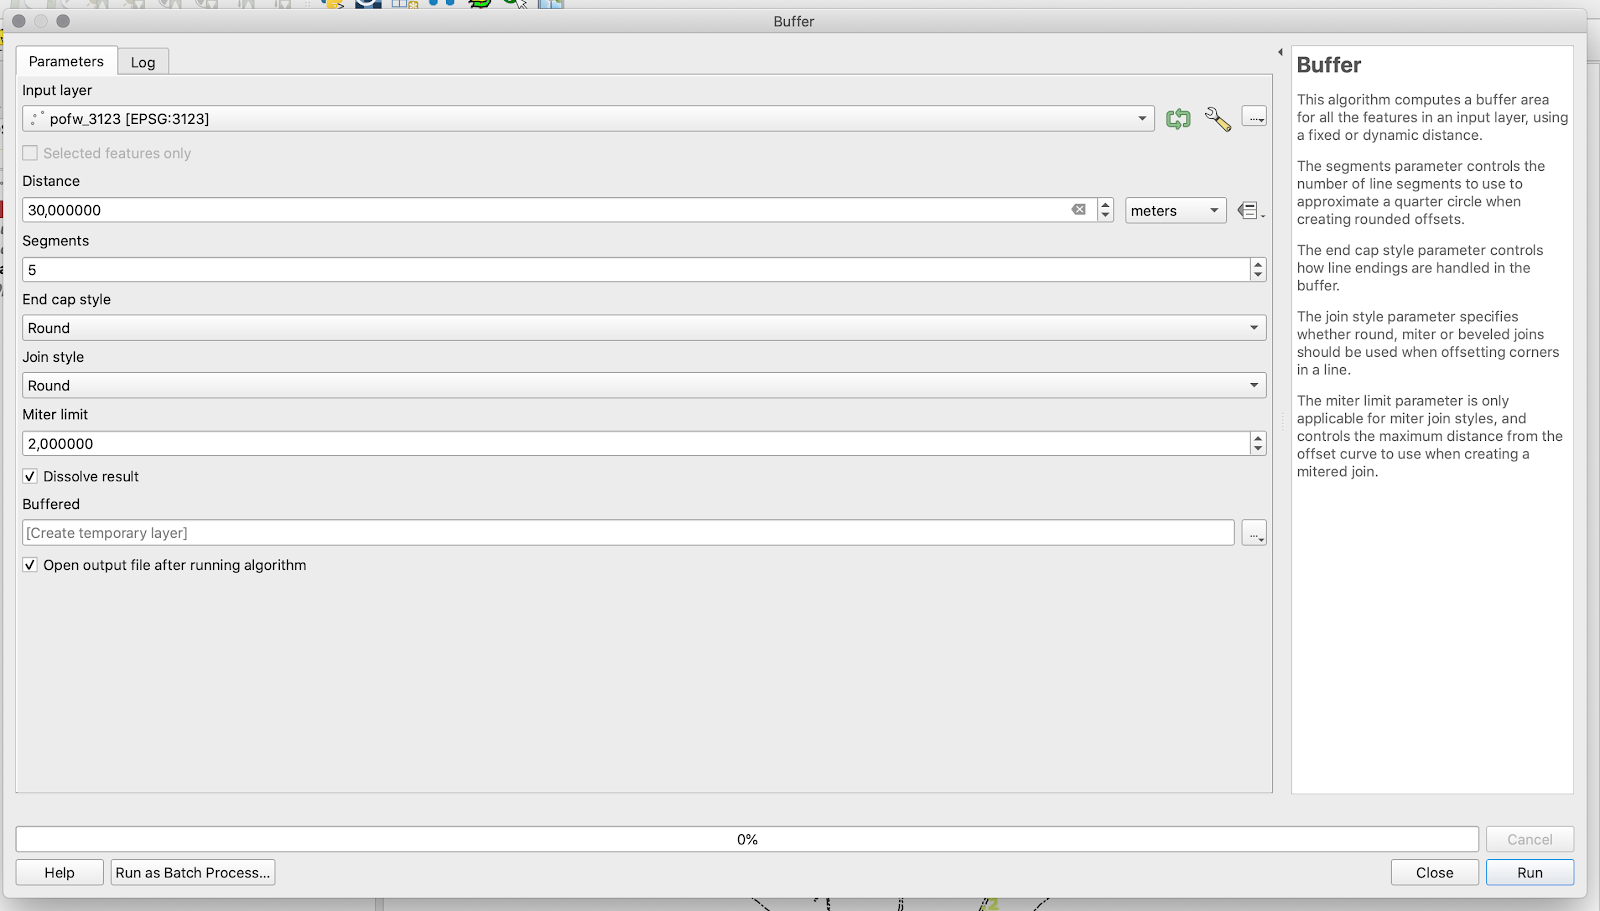 Buffer
Parameters
Log
Input layer
pofw_3123 [EPSG:3123]
...
Selected features only
Distance
30,000000
meters
Segments
5
End cap style
Round
Join style
Round
Miter limit
2,000000
Dissolve result
Buffered
[Create temporary layer]
...
Open output file after running algorithm
Buffer
This algorithm computes a buffer area
for all the features in an input layer, using
a fixed or dynamic distance.
The segments parameter controls the
number of line segments to use to
approximate a quarter circle when
creating rounded offsets.
The end cap style parameter controls
how line endings are handled in the
buffer.
The join style parameter specifies
whether round, miter or beveled joins
should be used when offsetting corners
in a line.
The miter limit parameter is only
applicable for miter join styles, and
controls the maximum distance from the
offset curve to use when creating a
mitered join.
0%
Cancel
Help
Run as Batch Process...
Close
Run